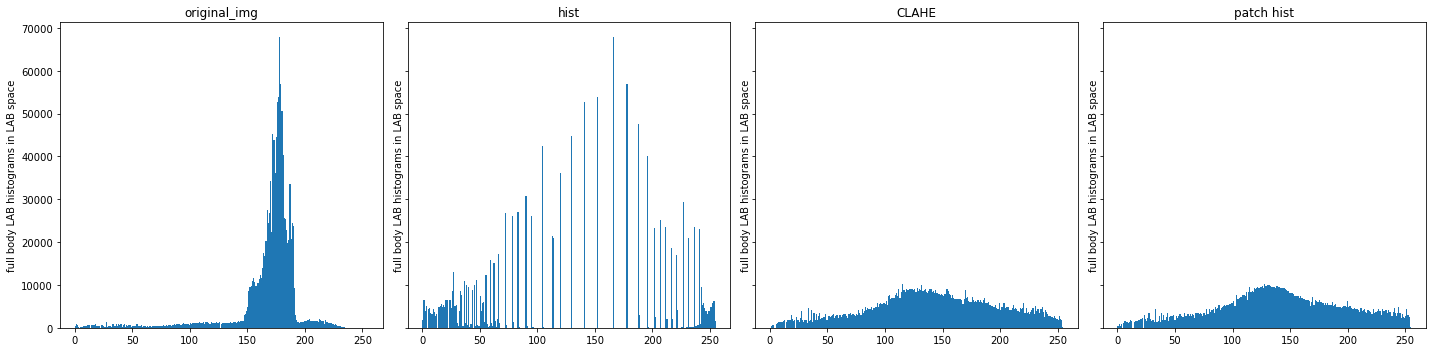 original_img
hist
CLAHE
patch hist
full body LAB histograms in LAB space
full body LAB histograms in LAB space
full body LAB histograms in LAB space
full body LAB histograms in LAB space
70000
60000
50000
40000
30000
20000
10000
0
0 50 100 150 200 250
0 50 100 150 200 250
0 50 100 150 200 250
0 50 100 150 200 250